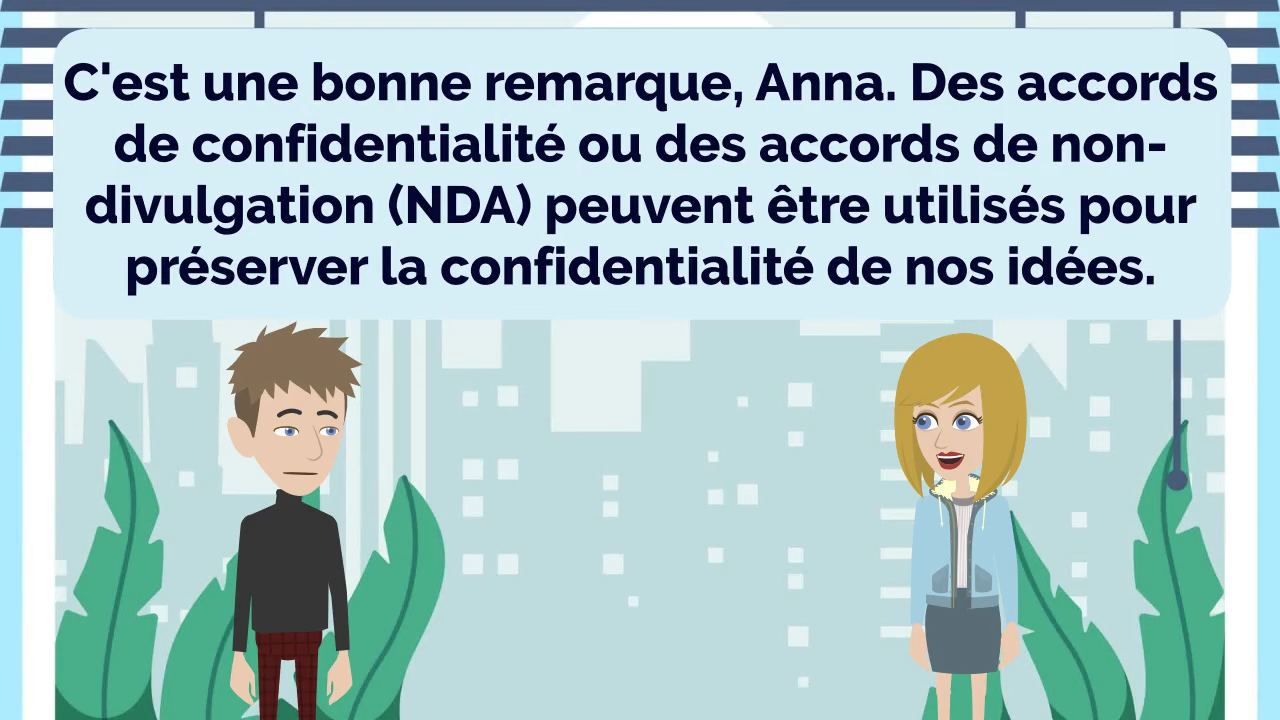 C'est une bonne remarque, Anna. Des accords
de confidentialité ou des accords de non-
divulgation (NDA) peuvent être utilisés pour
préserver la confidentialité de nos idées.